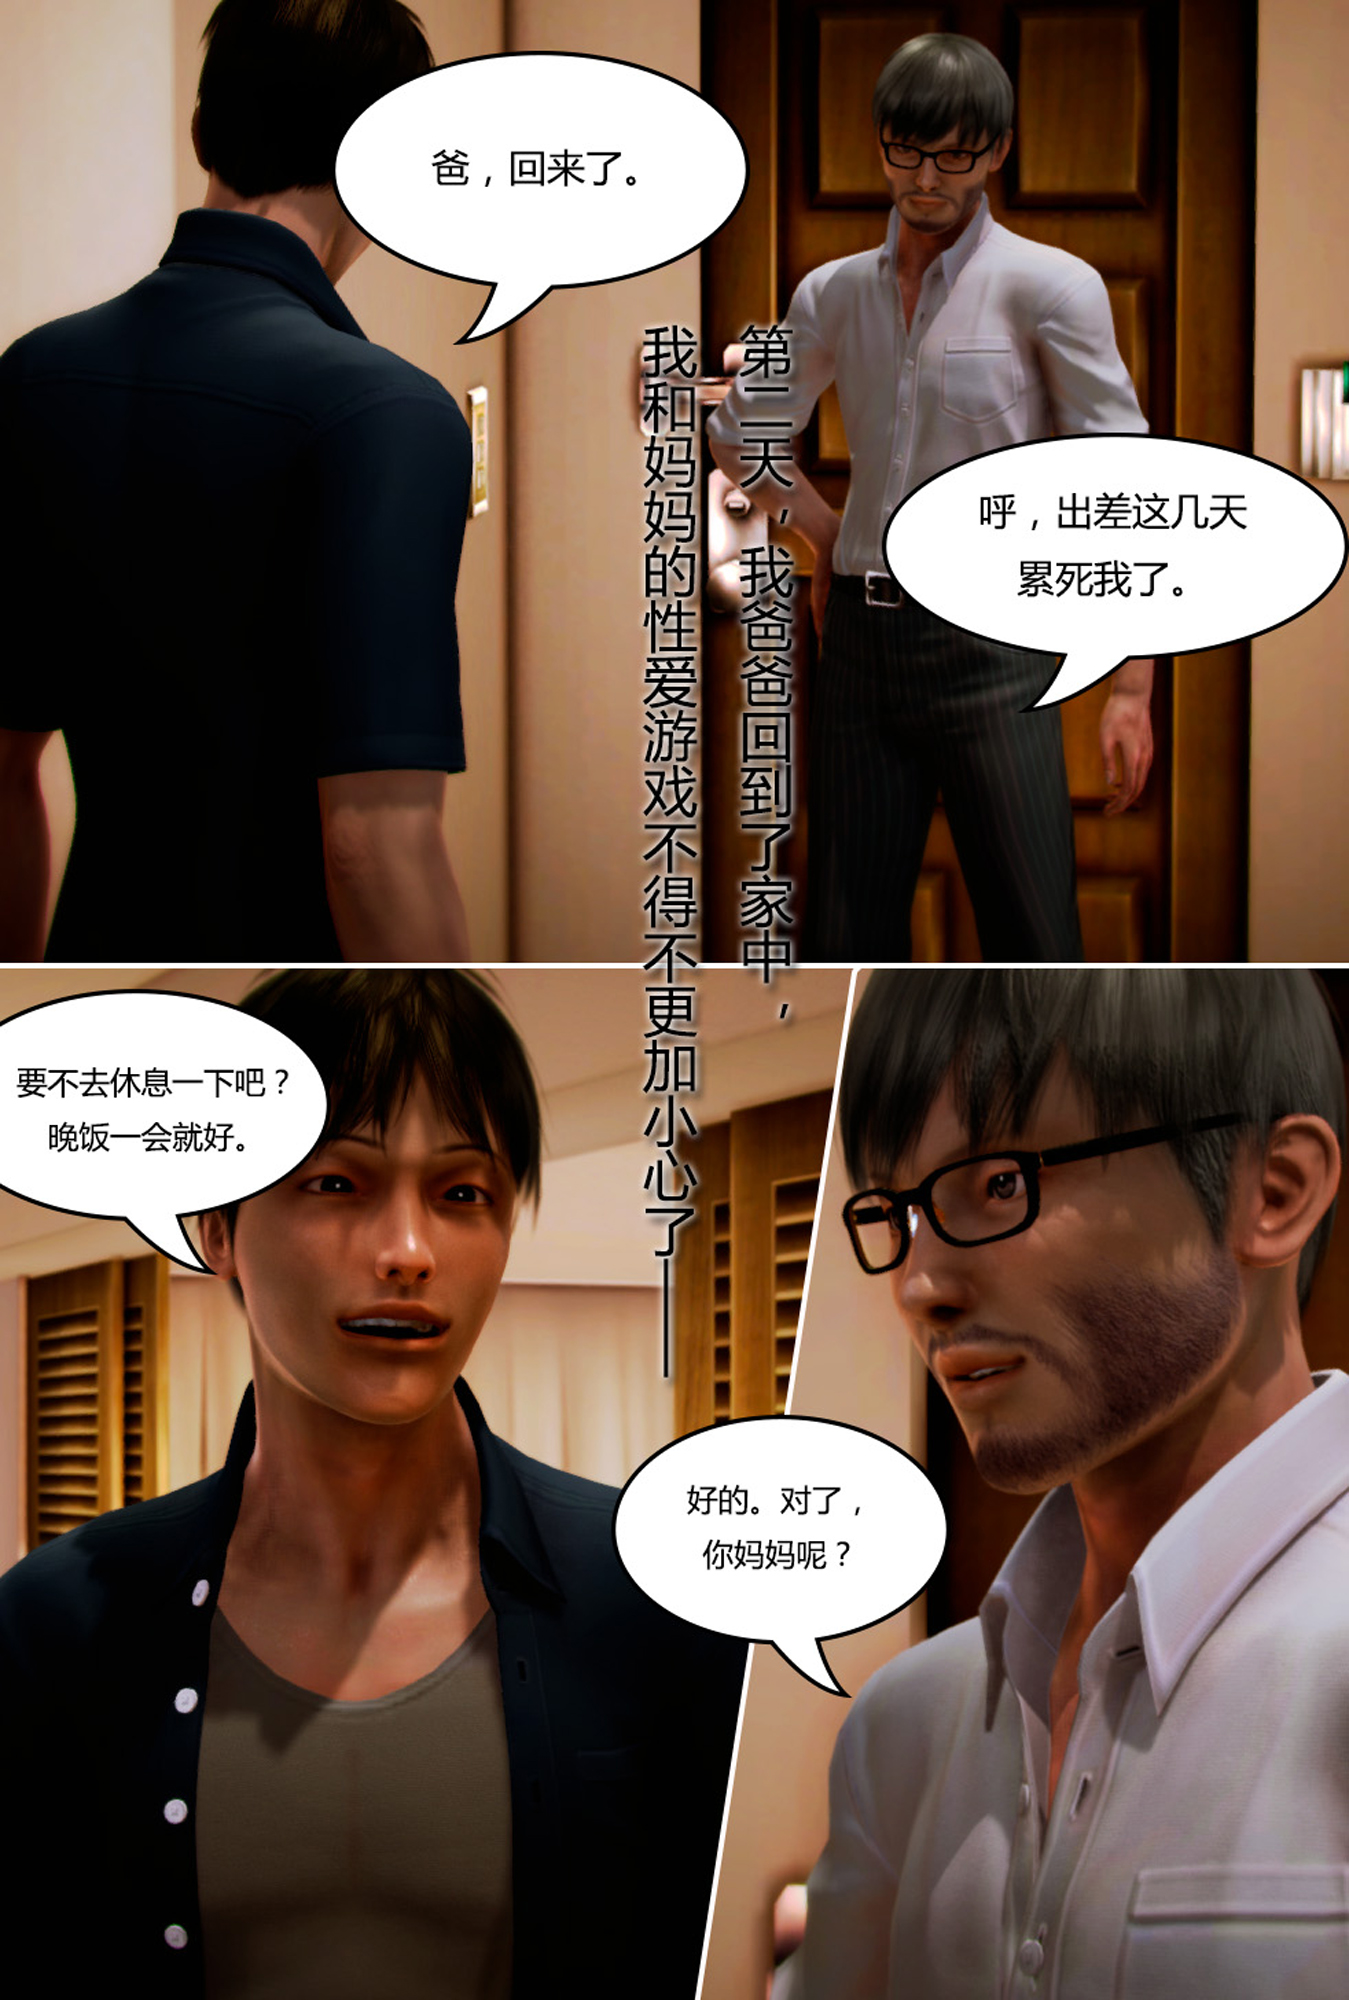 爸，回来了。
第二天，我爸爸回到了家中，
我和妈妈的性爱游戏不得不更加小心了——
呼，出差这几天
累死我了。
要不去休息一下吧？
晚饭一会就好。
好的。对了，
你妈妈呢？